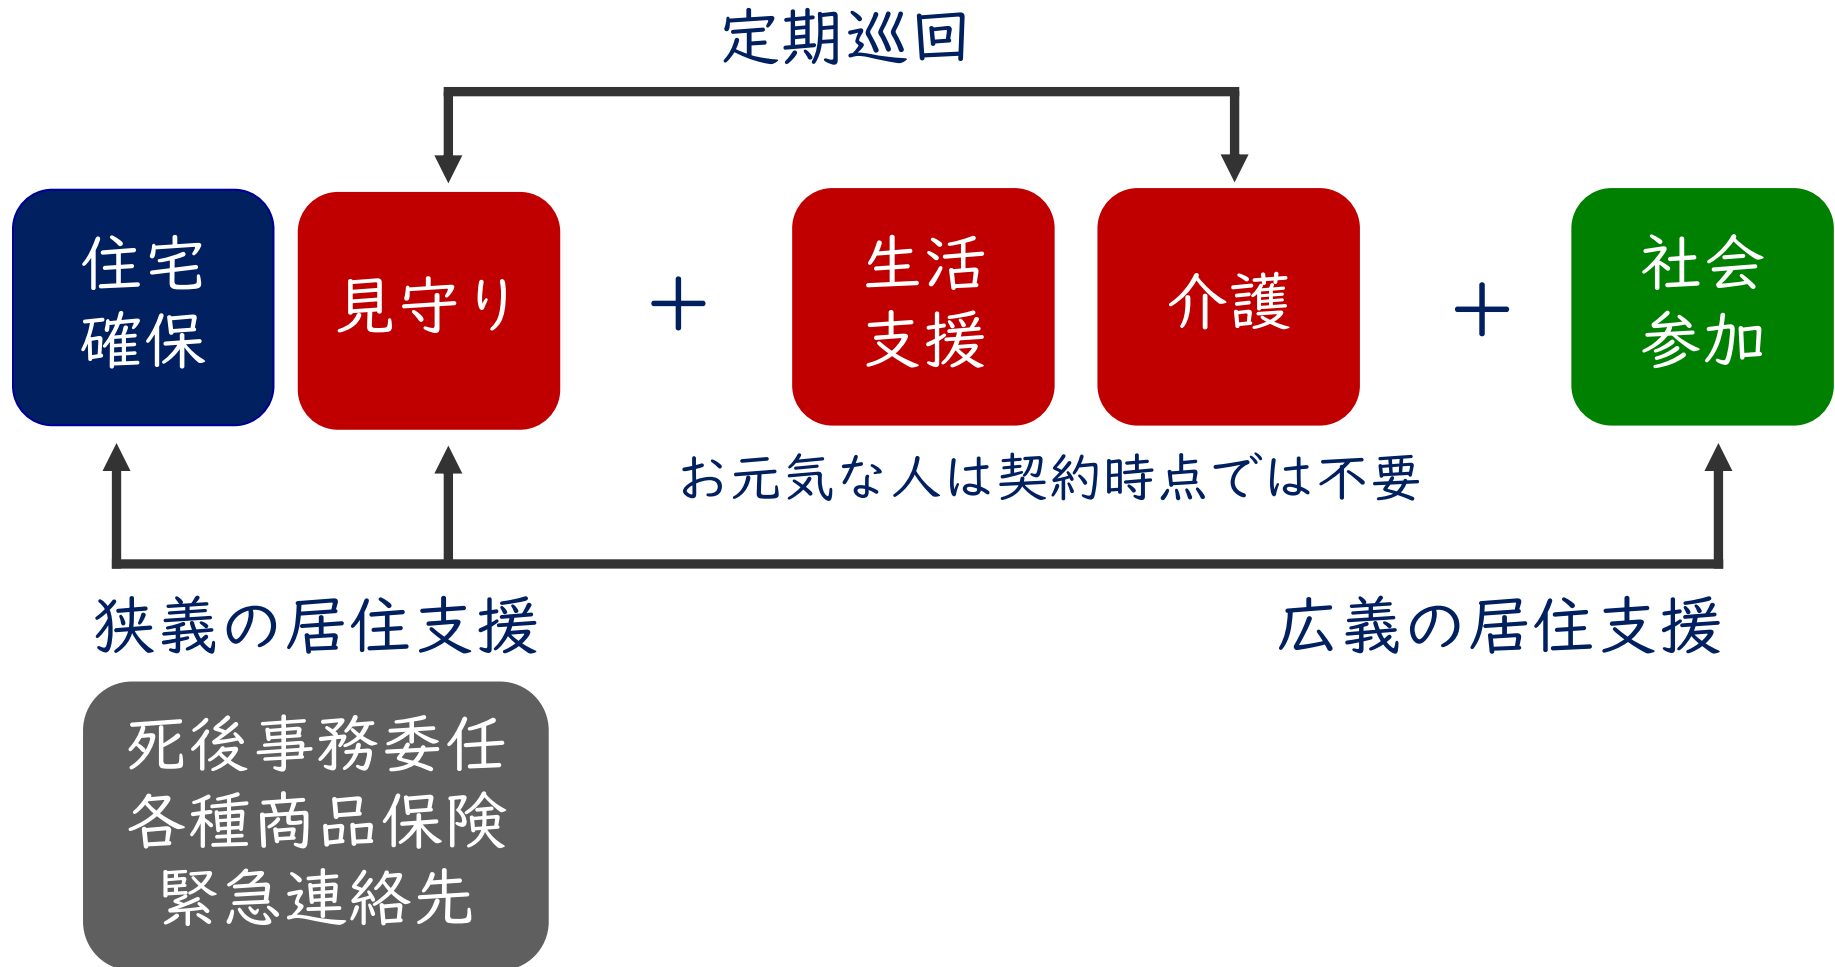 定期巡回
住宅
確保
見守り
+
生活
支援
介護
+
社会
参加
お元気な人は契約時点では不要
狭義の居住支援
広義の居住支援
死後事務委任
各種商品保険
緊急連絡先